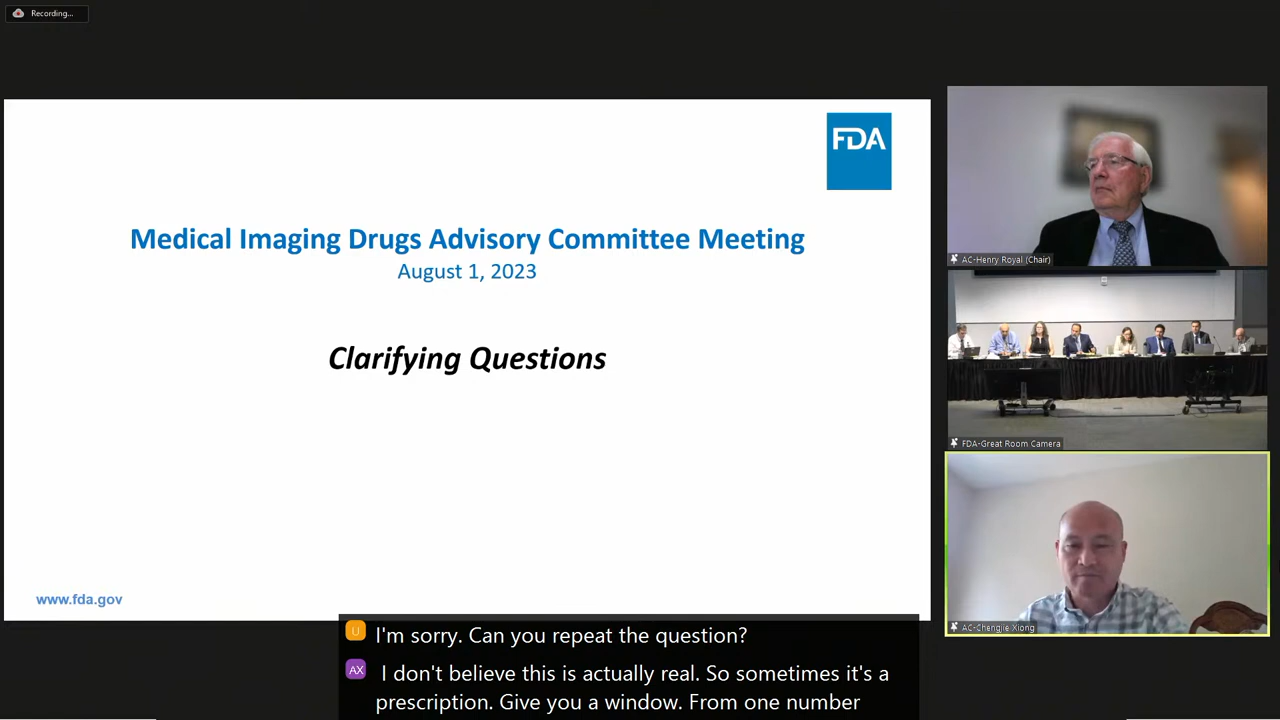 Recording...
FDA
Medical Imaging Drugs Advisory Committee Meeting
August 1, 2023
Clarifying Questions
www.fda.gov
AC-Henry Royal (Chair)
FDA-Great Room Camera
AC-Chengjie Xiong
U
I'm sorry. Can you repeat the question?
AX
I don't believe this is actually real. So sometimes it's a
prescription. Give you a window. From one number